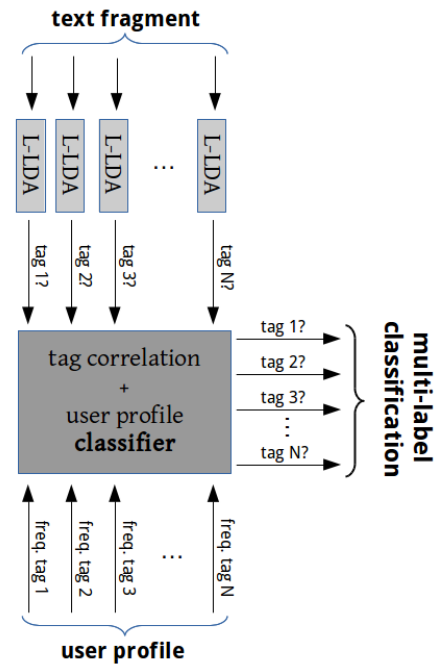 text fragment
L-LDA
L-LDA
L-LDA
...
L-LDA
tag 1?
tag 2?
tag 3?
tag N?
tag correlation
+
user profile
classifier
tag 1?
tag 2?
tag 3?
...
tag N?
multi-label
classification
freq. tag 1
freq. tag 2
freq. tag 3
...
freq. tag N
user profile